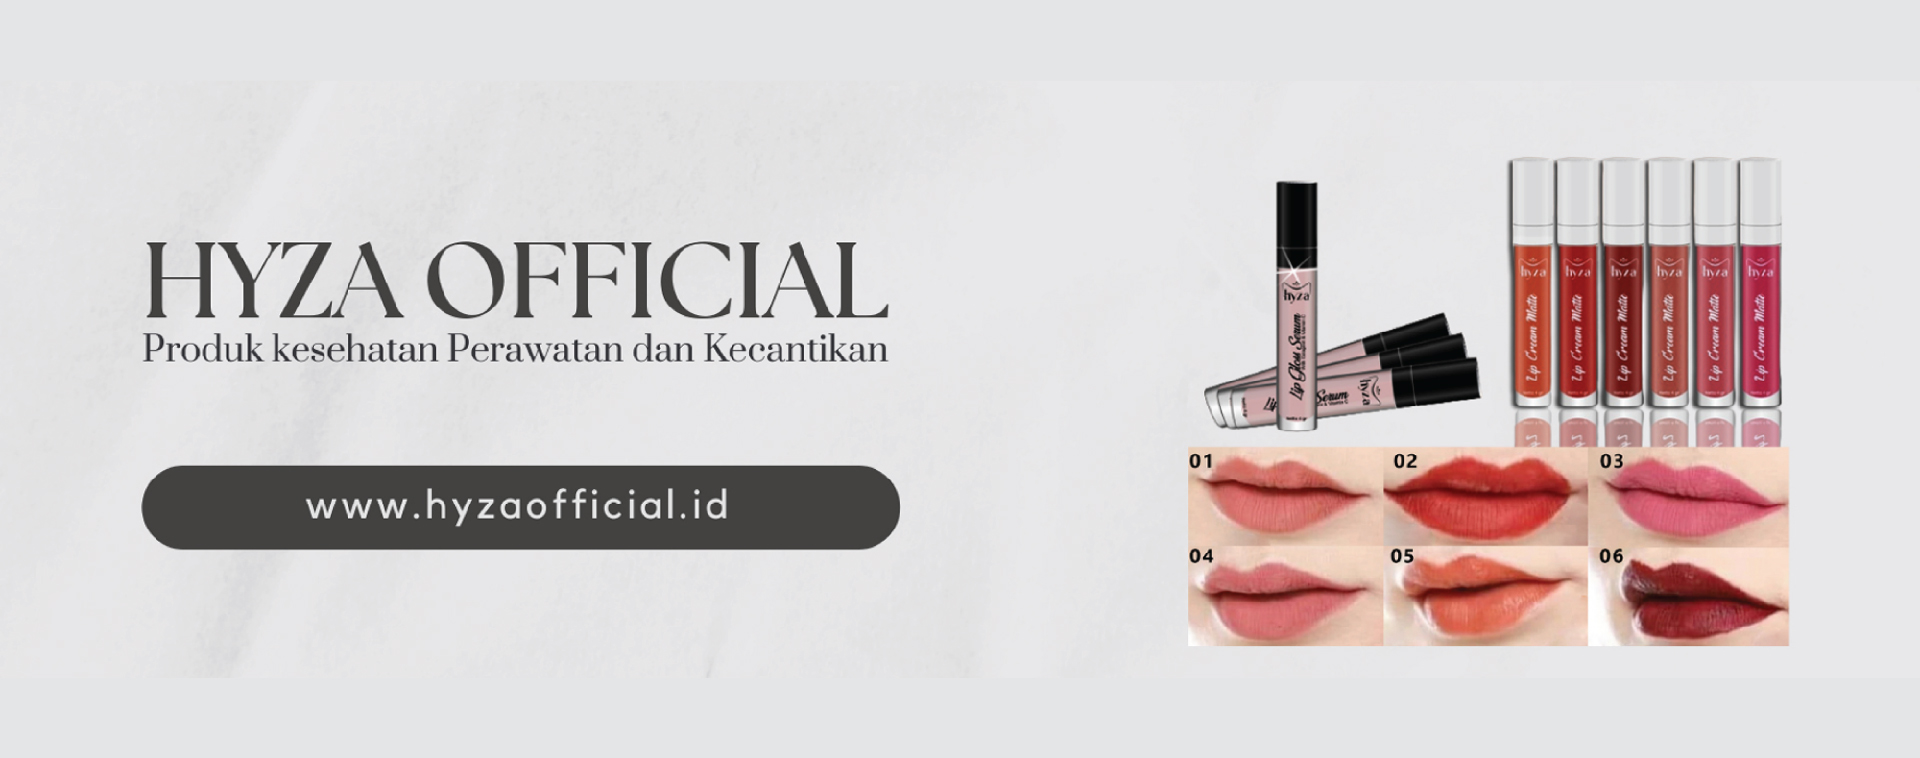 HYZA OFFICIAL
Produk kesehatan Perawatan dan Kecantikan
www.hyzaofficial.id
hyza
Lip Gloss Serum
hyza
Serum
hyza hyza hyza hyza hyza hyza
Lip Cream Matte
Lip Cream Matte
Lip Cream Matte
Lip Cream Matte
Lip Cream Matte
Lip Cream Matte
01 02 03
04 05 06